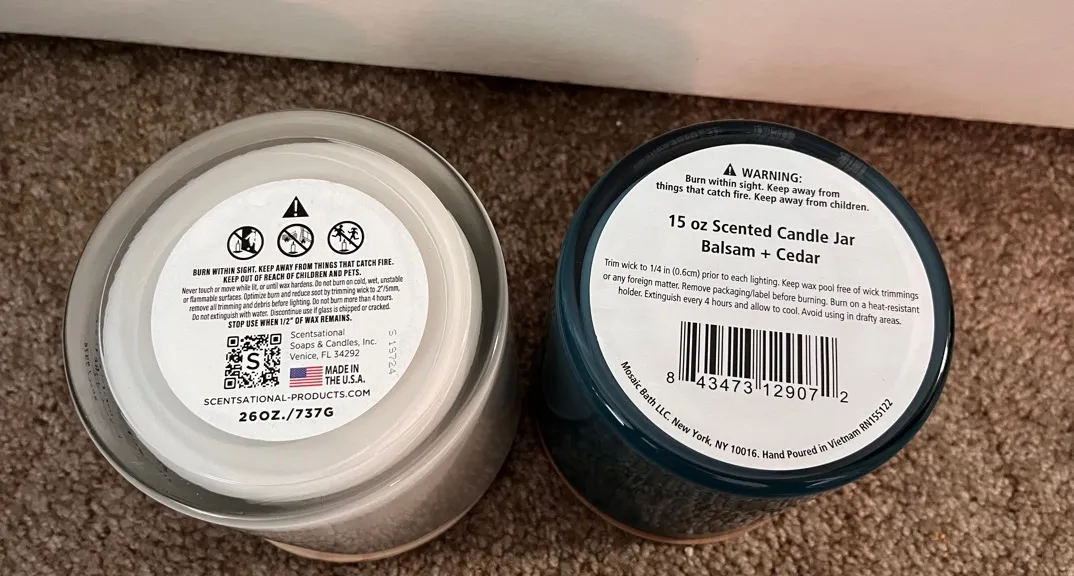 BURN WITHIN SIGHT. KEEP AWAY FROM THINGS THAT CATCH FIRE.
KEEP OUT OF REACH OF CHILDREN AND PETS.
Never touch or move while lit, or until wax hardens. Do not burn on cold, wet, unstable
or flammable surfaces. Optimize burn and reduce soot by trimming wick to .2"/5mm,
remove all trimming and debris before lighting. Do not burn more than 4 hours.
Do not extinguish with water. Discontinue use if glass is chipped or cracked.
STOP USE WHEN 1/2" OF WAX REMAINS.
S
Scentsational
Soaps & Candles, Inc.
Venice, FL 34292
MADE IN
THE U.S.A.
S 19724
SCENTSATIONAL-PRODUCTS.COM
26OZ./737G
WARNING:
Burn within sight. Keep away from
things that catch fire. Keep away from children.
15 oz Scented Candle Jar
Balsam + Cedar
Trim wick to 1/4 in (0.6cm) prior to each lighting. Keep wax pool free of wick trimmings
or any foreign matter. Remove packaging/label before burning. Burn on a heat-resistant
holder. Extinguish every 4 hours and allow to cool. Avoid using in drafty areas.
8 43473 12907 2
Mosaic Bath LLC. New York, NY 10016. Hand Poured in Vietnam RN155122